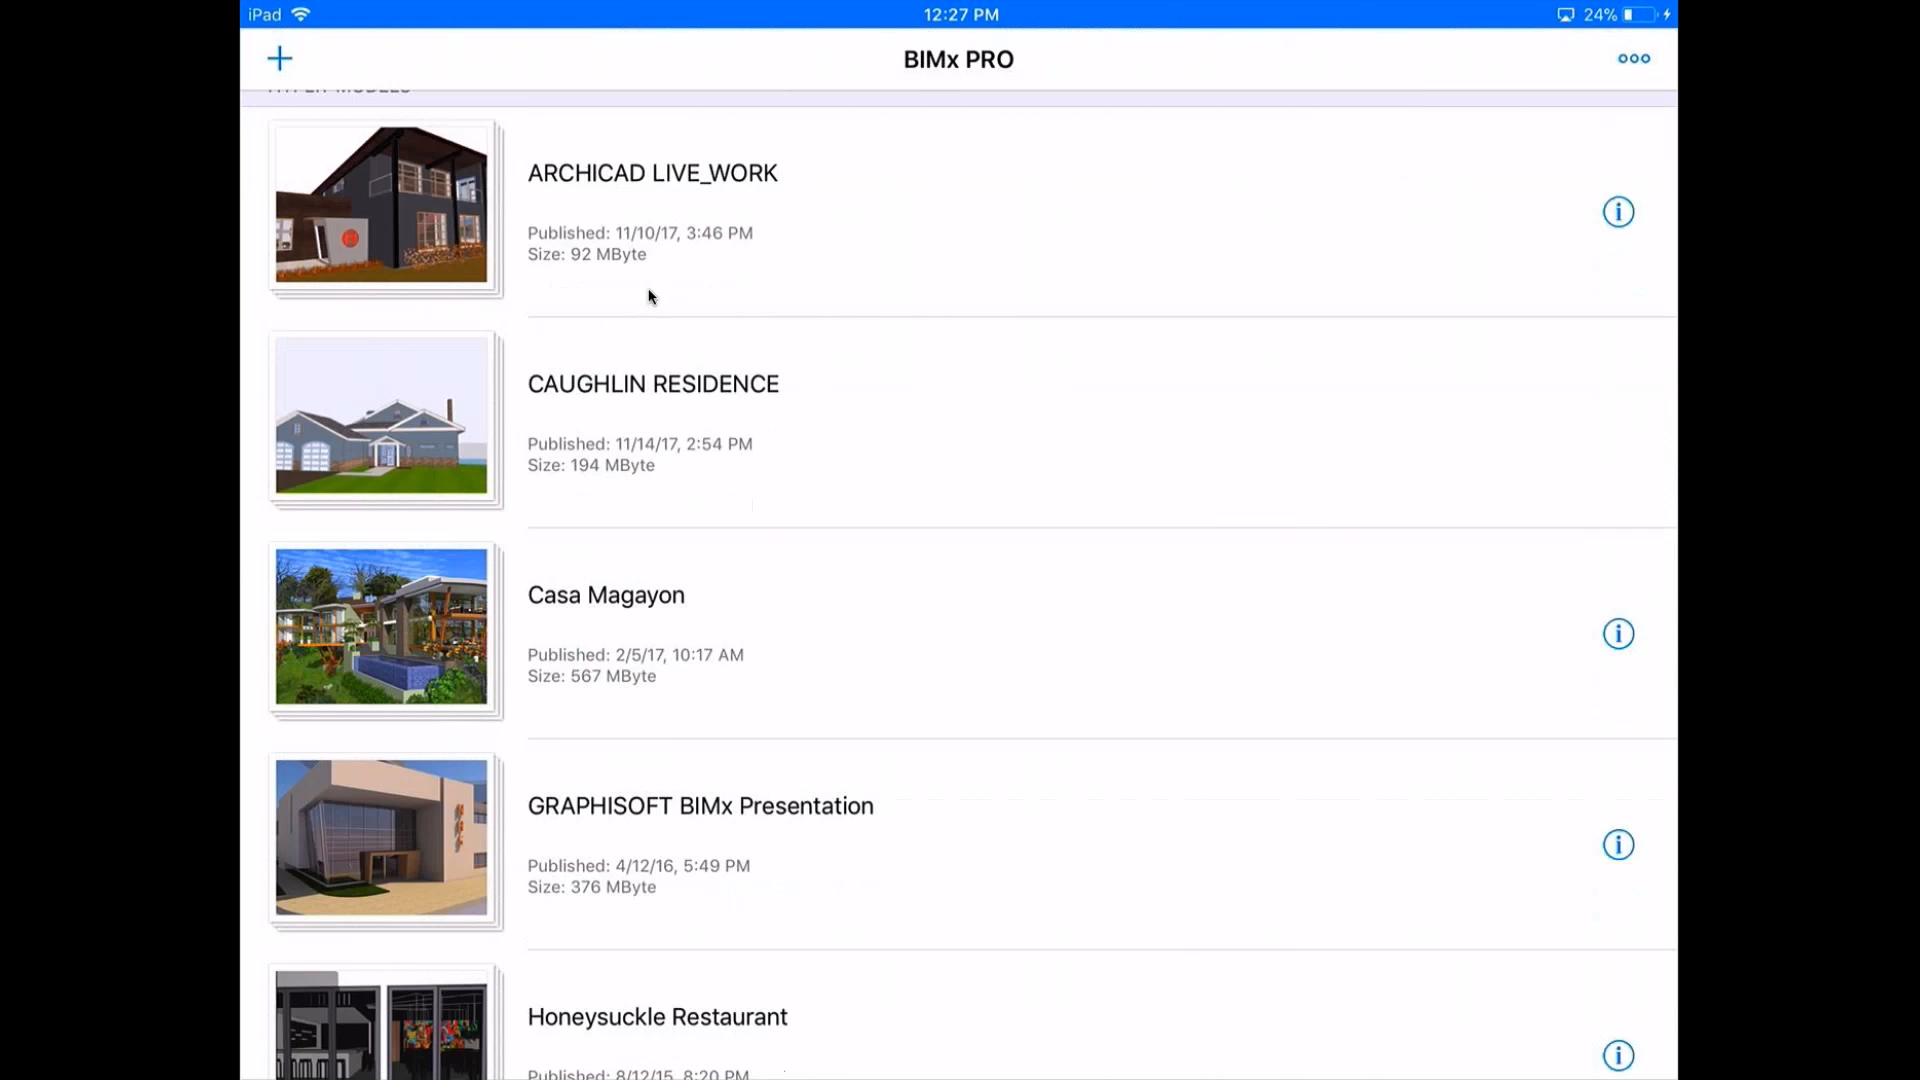 iPad
12:27 PM
24%
BIMx PRO
ARCHICAD LIVE_WORK
Published: 11/10/17, 3:46 PM
Size: 92 MByte
CAUGHLIN RESIDENCE
Published: 11/14/17, 2:54 PM
Size: 194 MByte
Casa Magayon
Published: 2/5/17, 10:17 AM
Size: 567 MByte
GRAPHISOFT BIMx Presentation
Published: 4/12/16, 5:49 PM
Size: 376 MByte
Honeysuckle Restaurant
Published: 8/12/15, 8:20 PM